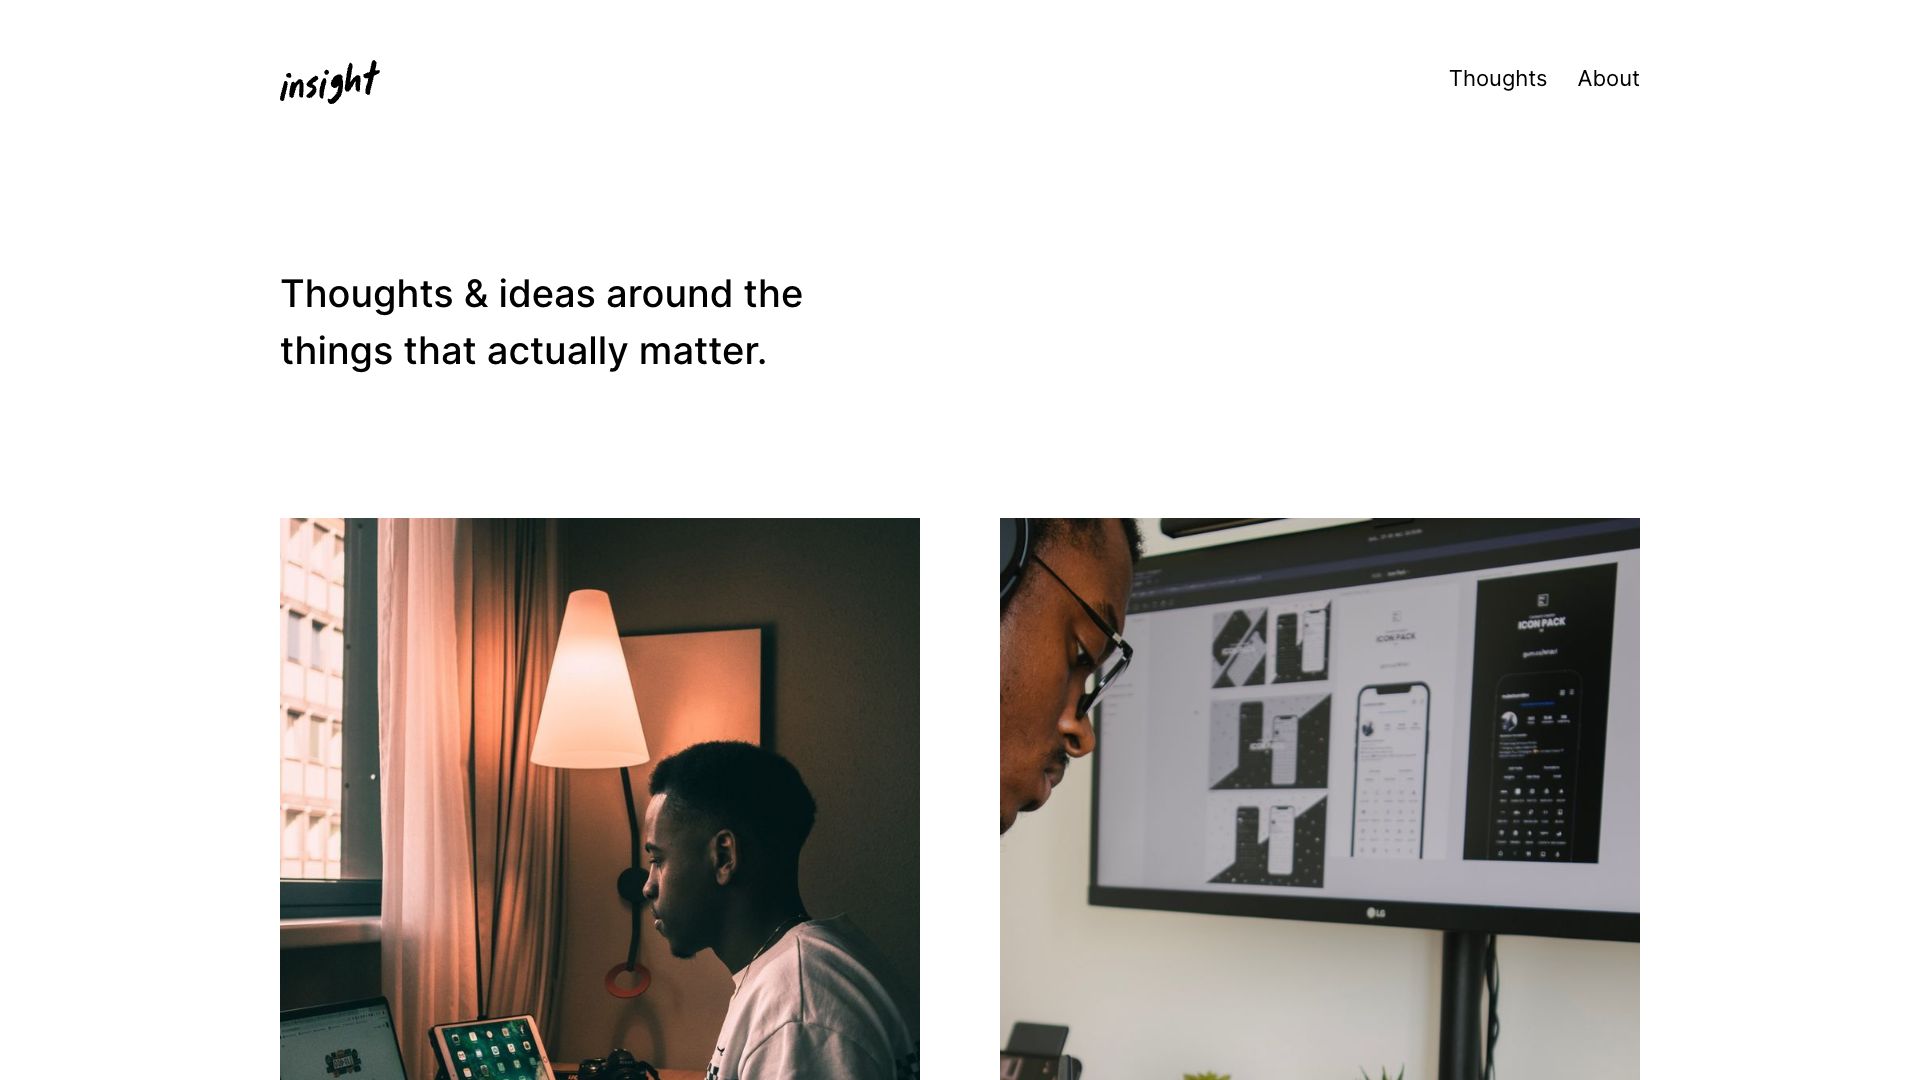 insight
Thoughts
About
Thoughts & ideas around the
things that actually matter.
ICON PACK
ICON PACK
LG